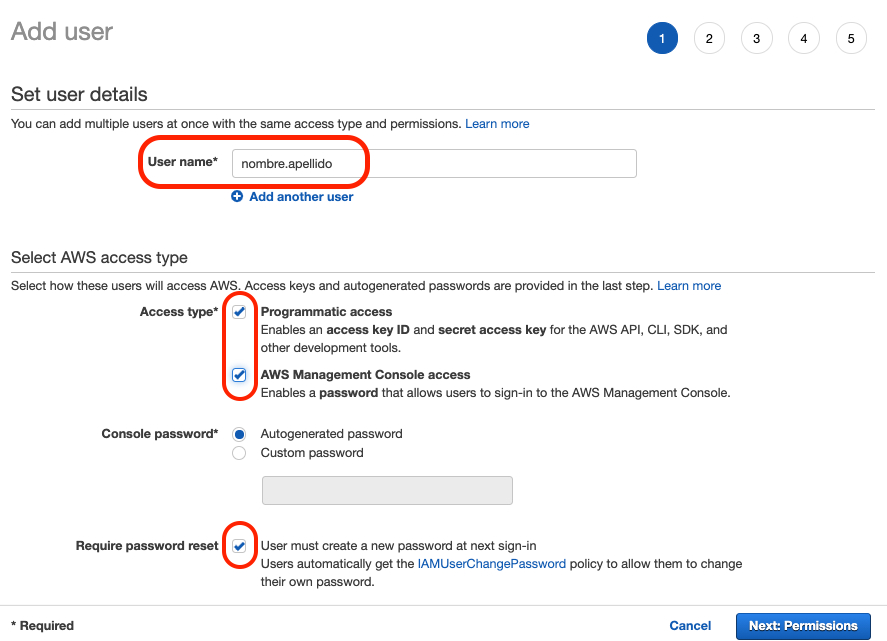 Add user
1 2 3 4 5
Set user details
You can add multiple users at once with the same access type and permissions. Learn more
User name* nombre.apellido
Add another user
Select AWS access type
Select how these users will access AWS. Access keys and autogenerated passwords are provided in the last step. Learn more
Access type* Programmatic access
Enables an access key ID and secret access key for the AWS API, CLI, SDK, and
other development tools.
AWS Management Console access
Enables a password that allows users to sign-in to the AWS Management Console.
Console password* Autogenerated password
Custom password
Require password reset User must create a new password at next sign-in
Users automatically get the IAMUserChangePassword policy to allow them to change
their own password.
* Required Cancel Next: Permissions